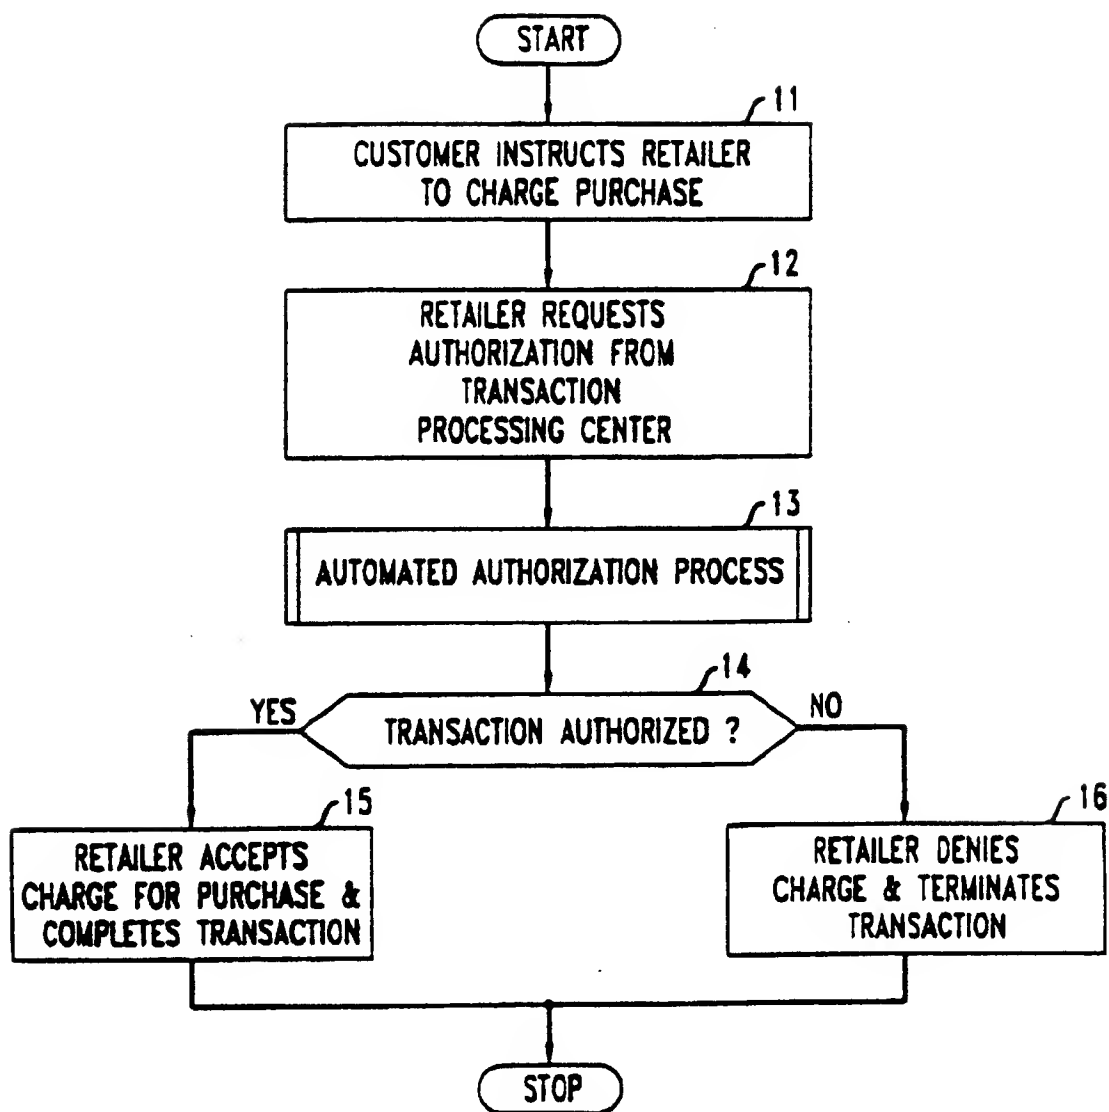 START
11
CUSTOMER INSTRUCTS RETAILER
TO CHARGE PURCHASE
12
RETAILER REQUESTS
AUTHORIZATION FROM
TRANSACTION
PROCESSING CENTER
13
AUTOMATED AUTHORIZATION PROCESS
14
YES
TRANSACTION AUTHORIZED ?
NO
15
RETAILER ACCEPTS
CHARGE FOR PURCHASE &
COMPLETES TRANSACTION
16
RETAILER DENIES
CHARGE & TERMINATES
TRANSACTION
STOP